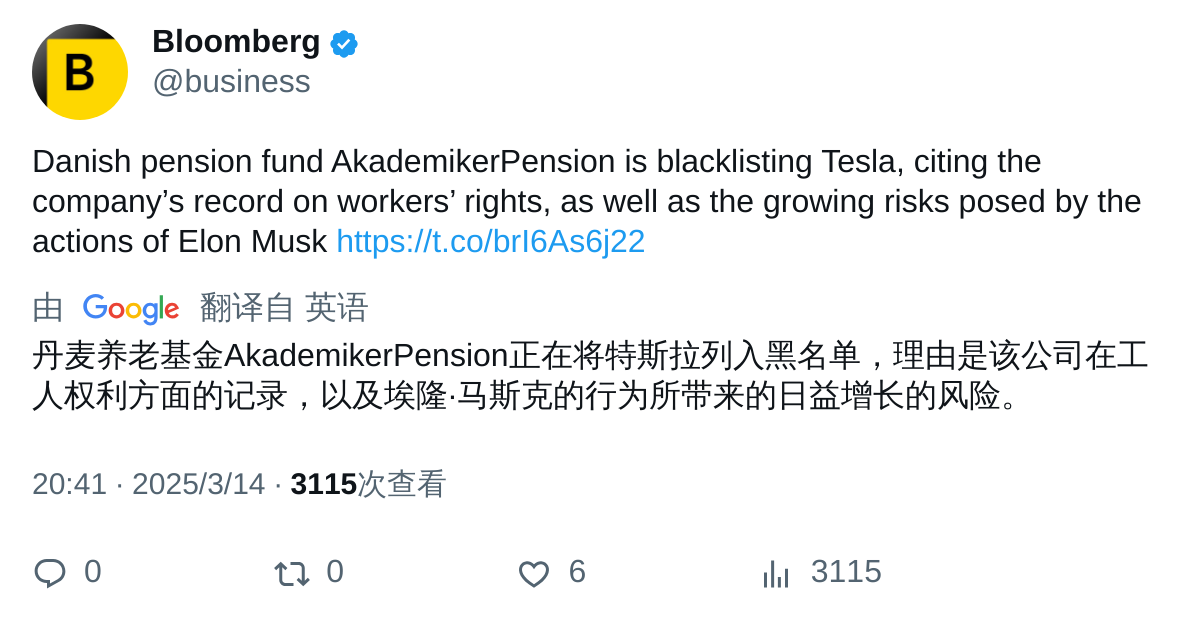 B
Bloomberg
@business
Danish pension fund AkademikerPension is blacklisting Tesla, citing the
company’s record on workers’ rights, as well as the growing risks posed by the
actions of Elon Musk https://t.co/brI6As6j22
由 Google 翻译自 英语
丹麦养老基金AkademikerPension正在将特斯拉列入黑名单，理由是该公司在工
人权利方面的记录，以及埃隆·马斯克的行为所带来的日益增长的风险。
20:41 · 2025/3/14 · 3115次查看
0 0 6 3115